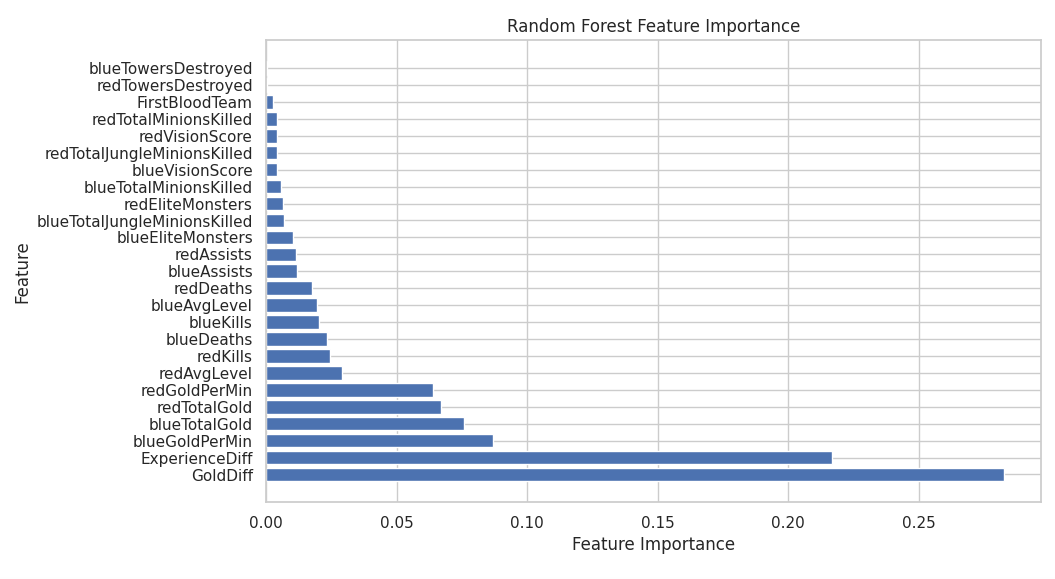 Random Forest Feature Importance
Feature
blueTowersDestroyed
redTowersDestroyed
FirstBloodTeam
redTotalMinionsKilled
redVisionScore
redTotalJungleMinionsKilled
blueVisionScore
blueTotalMinionsKilled
redEliteMonsters
blueTotalJungleMinionsKilled
blueEliteMonsters
redAssists
blueAssists
redDeaths
blueAvgLevel
blueKills
blueDeaths
redKills
redAvgLevel
redGoldPerMin
redTotalGold
blueTotalGold
blueGoldPerMin
ExperienceDiff
GoldDiff
0.00 0.05 0.10 0.15 0.20 0.25
Feature Importance